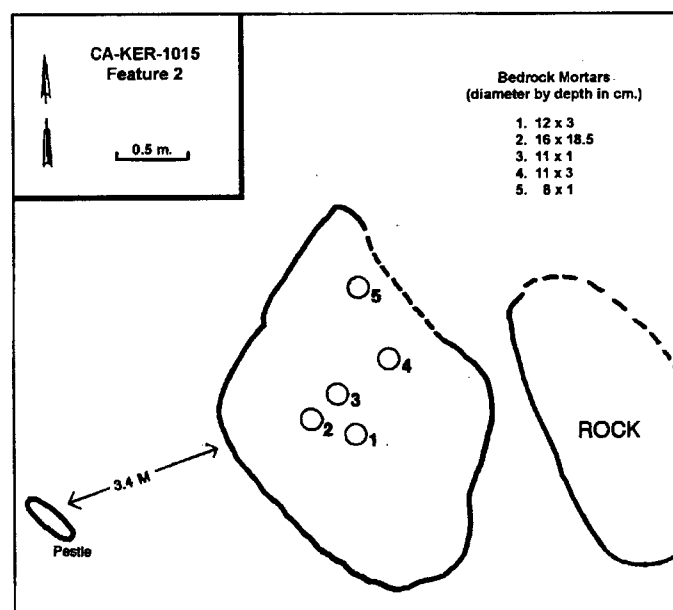 CA-KER-1015
Feature 2
0.5 m.
Bedrock Mortars
(diameter by depth in cm.)
1. 12 x 3
2. 16 x 18.5
3. 11 x 1
4. 11 x 3
5. 8 x 1
5
4
3
2
1
ROCK
3.4 M
Pestle